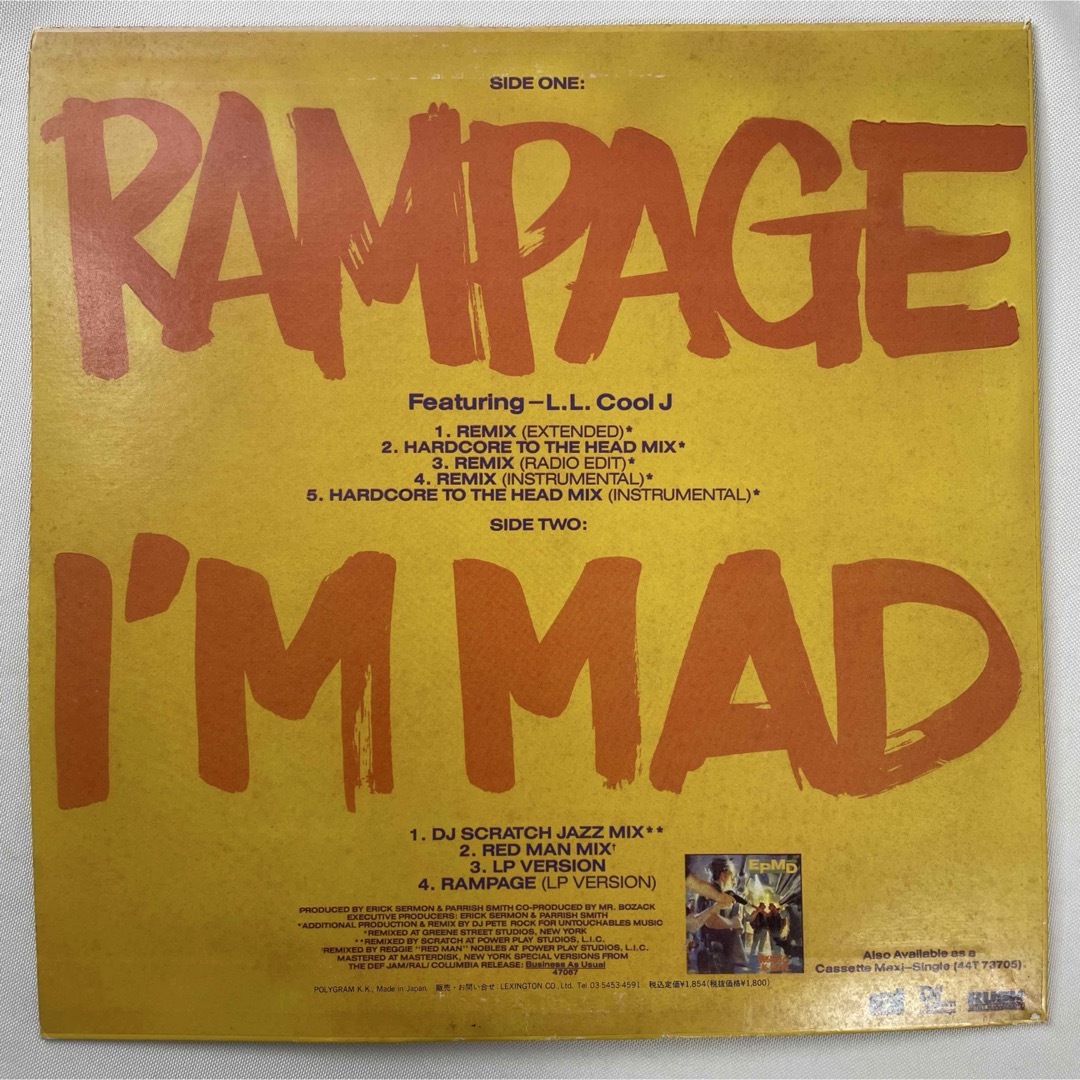 SIDE ONE:
RAMPAGE
Featuring–L.L. Cool J
1. REMIX (EXTENDED)*
2. HARDCORE TO THE HEAD MIX*
3. REMIX (RADIO EDIT)*
4. REMIX (INSTRUMENTAL)*
5. HARDCORE TO THE HEAD MIX (INSTRUMENTAL)*
SIDE TWO:
I'M MAD
1. DJ SCRATCH JAZZ MIX**
2. RED MAN MIX†
3. LP VERSION
4. RAMPAGE (LP VERSION)
PRODUCED BY ERICK SERMON & PARRISH SMITH CO-PRODUCED BY MR. BOZACK
EXECUTIVE PRODUCERS: ERICK SERMON & PARRISH SMITH
*ADDITIONAL PRODUCTION & REMIX BY DJ PETE ROCK FOR UNTOUCHABLES MUSIC
*REMIXED AT GREENE STREET STUDIOS, NEW YORK
**REMIXED BY SCRATCH AT POWER PLAY STUDIOS, L.I.C.
†REMIXED BY REGGIE "RED MAN" NOBLES AT POWER PLAY STUDIOS, L.I.C.
MASTERED AT MASTERDISK, NEW YORK SPECIAL VERSIONS FROM
THE DEF JAM/RAL/COLUMBIA RELEASE: Business As Usual
47067
EPMD
Also Available as a
Cassette Maxi–Single (44T 73705).
POLYGRAM K.K., Made in Japan. 販売・お問い合せ LEXINGTON CO., Ltd. Tel 03 5453-4591 税込定価¥1,854(税抜価格¥1,800)
RUSH